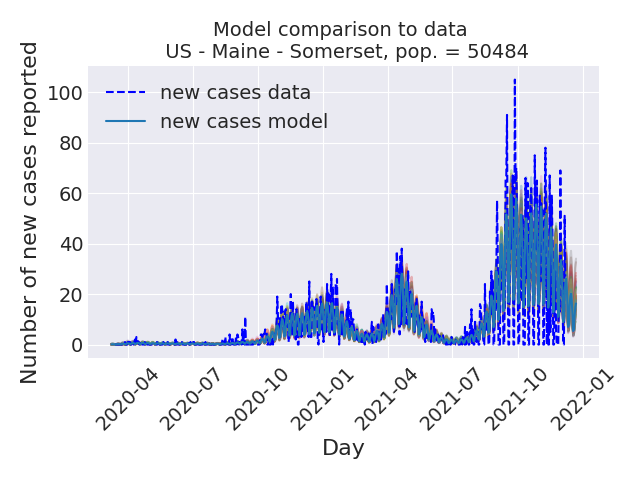 Model comparison to data
US - Maine - Somerset, pop. = 50484
Number of new cases reported
100
80
60
40
20
0
new cases data
new cases model
2020-04
2020-07
2020-10
2021-01
2021-04
2021-07
2021-10
2022-01
Day